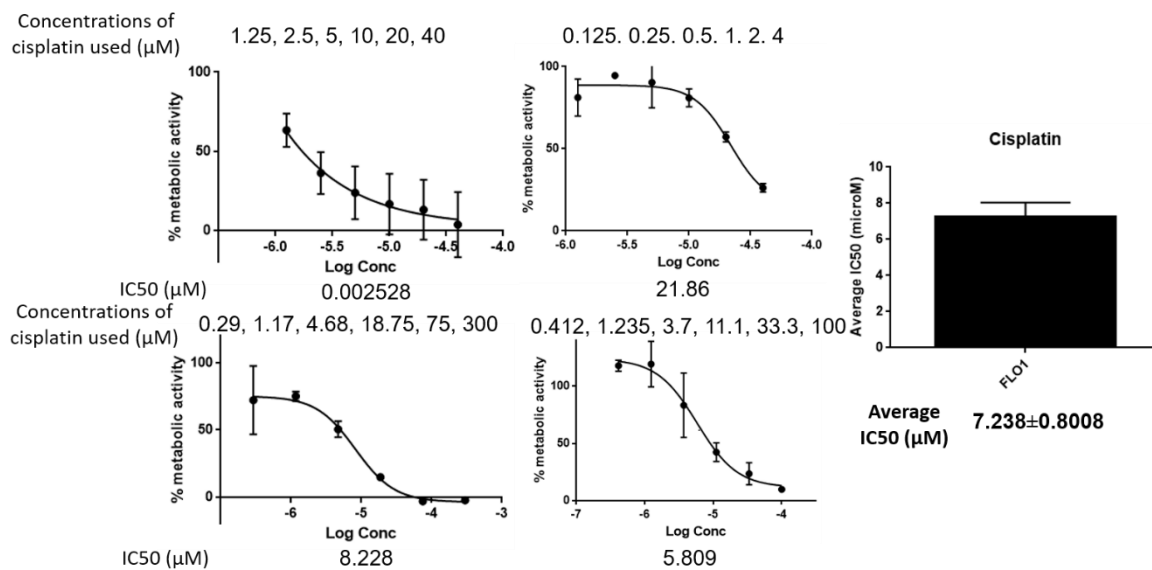 Concentrations of
cisplatin used (µM)
1.25, 2.5, 5, 10, 20, 40
0.125. 0.25. 0.5. 1. 2. 4
100
50
0
% metabolic activity
-6.0 -5.5 -5.0 -4.5 -4.0
Log Conc
100
50
0
% metabolic activity
-6.0 -5.5 -5.0 -4.5 -4.0
Log Conc
IC50 (µM)
0.002528
21.86
Concentrations of
cisplatin used (µM)
0.29, 1.17, 4.68, 18.75, 75, 300
0.412, 1.235, 3.7, 11.1, 33.3, 100
100
50
0
% metabolic activity
-6 -5 -4 -3
Log Conc
100
50
0
% metabolic activity
-7 -6 -5 -4
Log Conc
IC50 (µM)
8.228
5.809
Cisplatin
10
8
6
4
2
0
Average IC50 (microM)
FLO1
Average
IC50 (µM)
7.238±0.8008